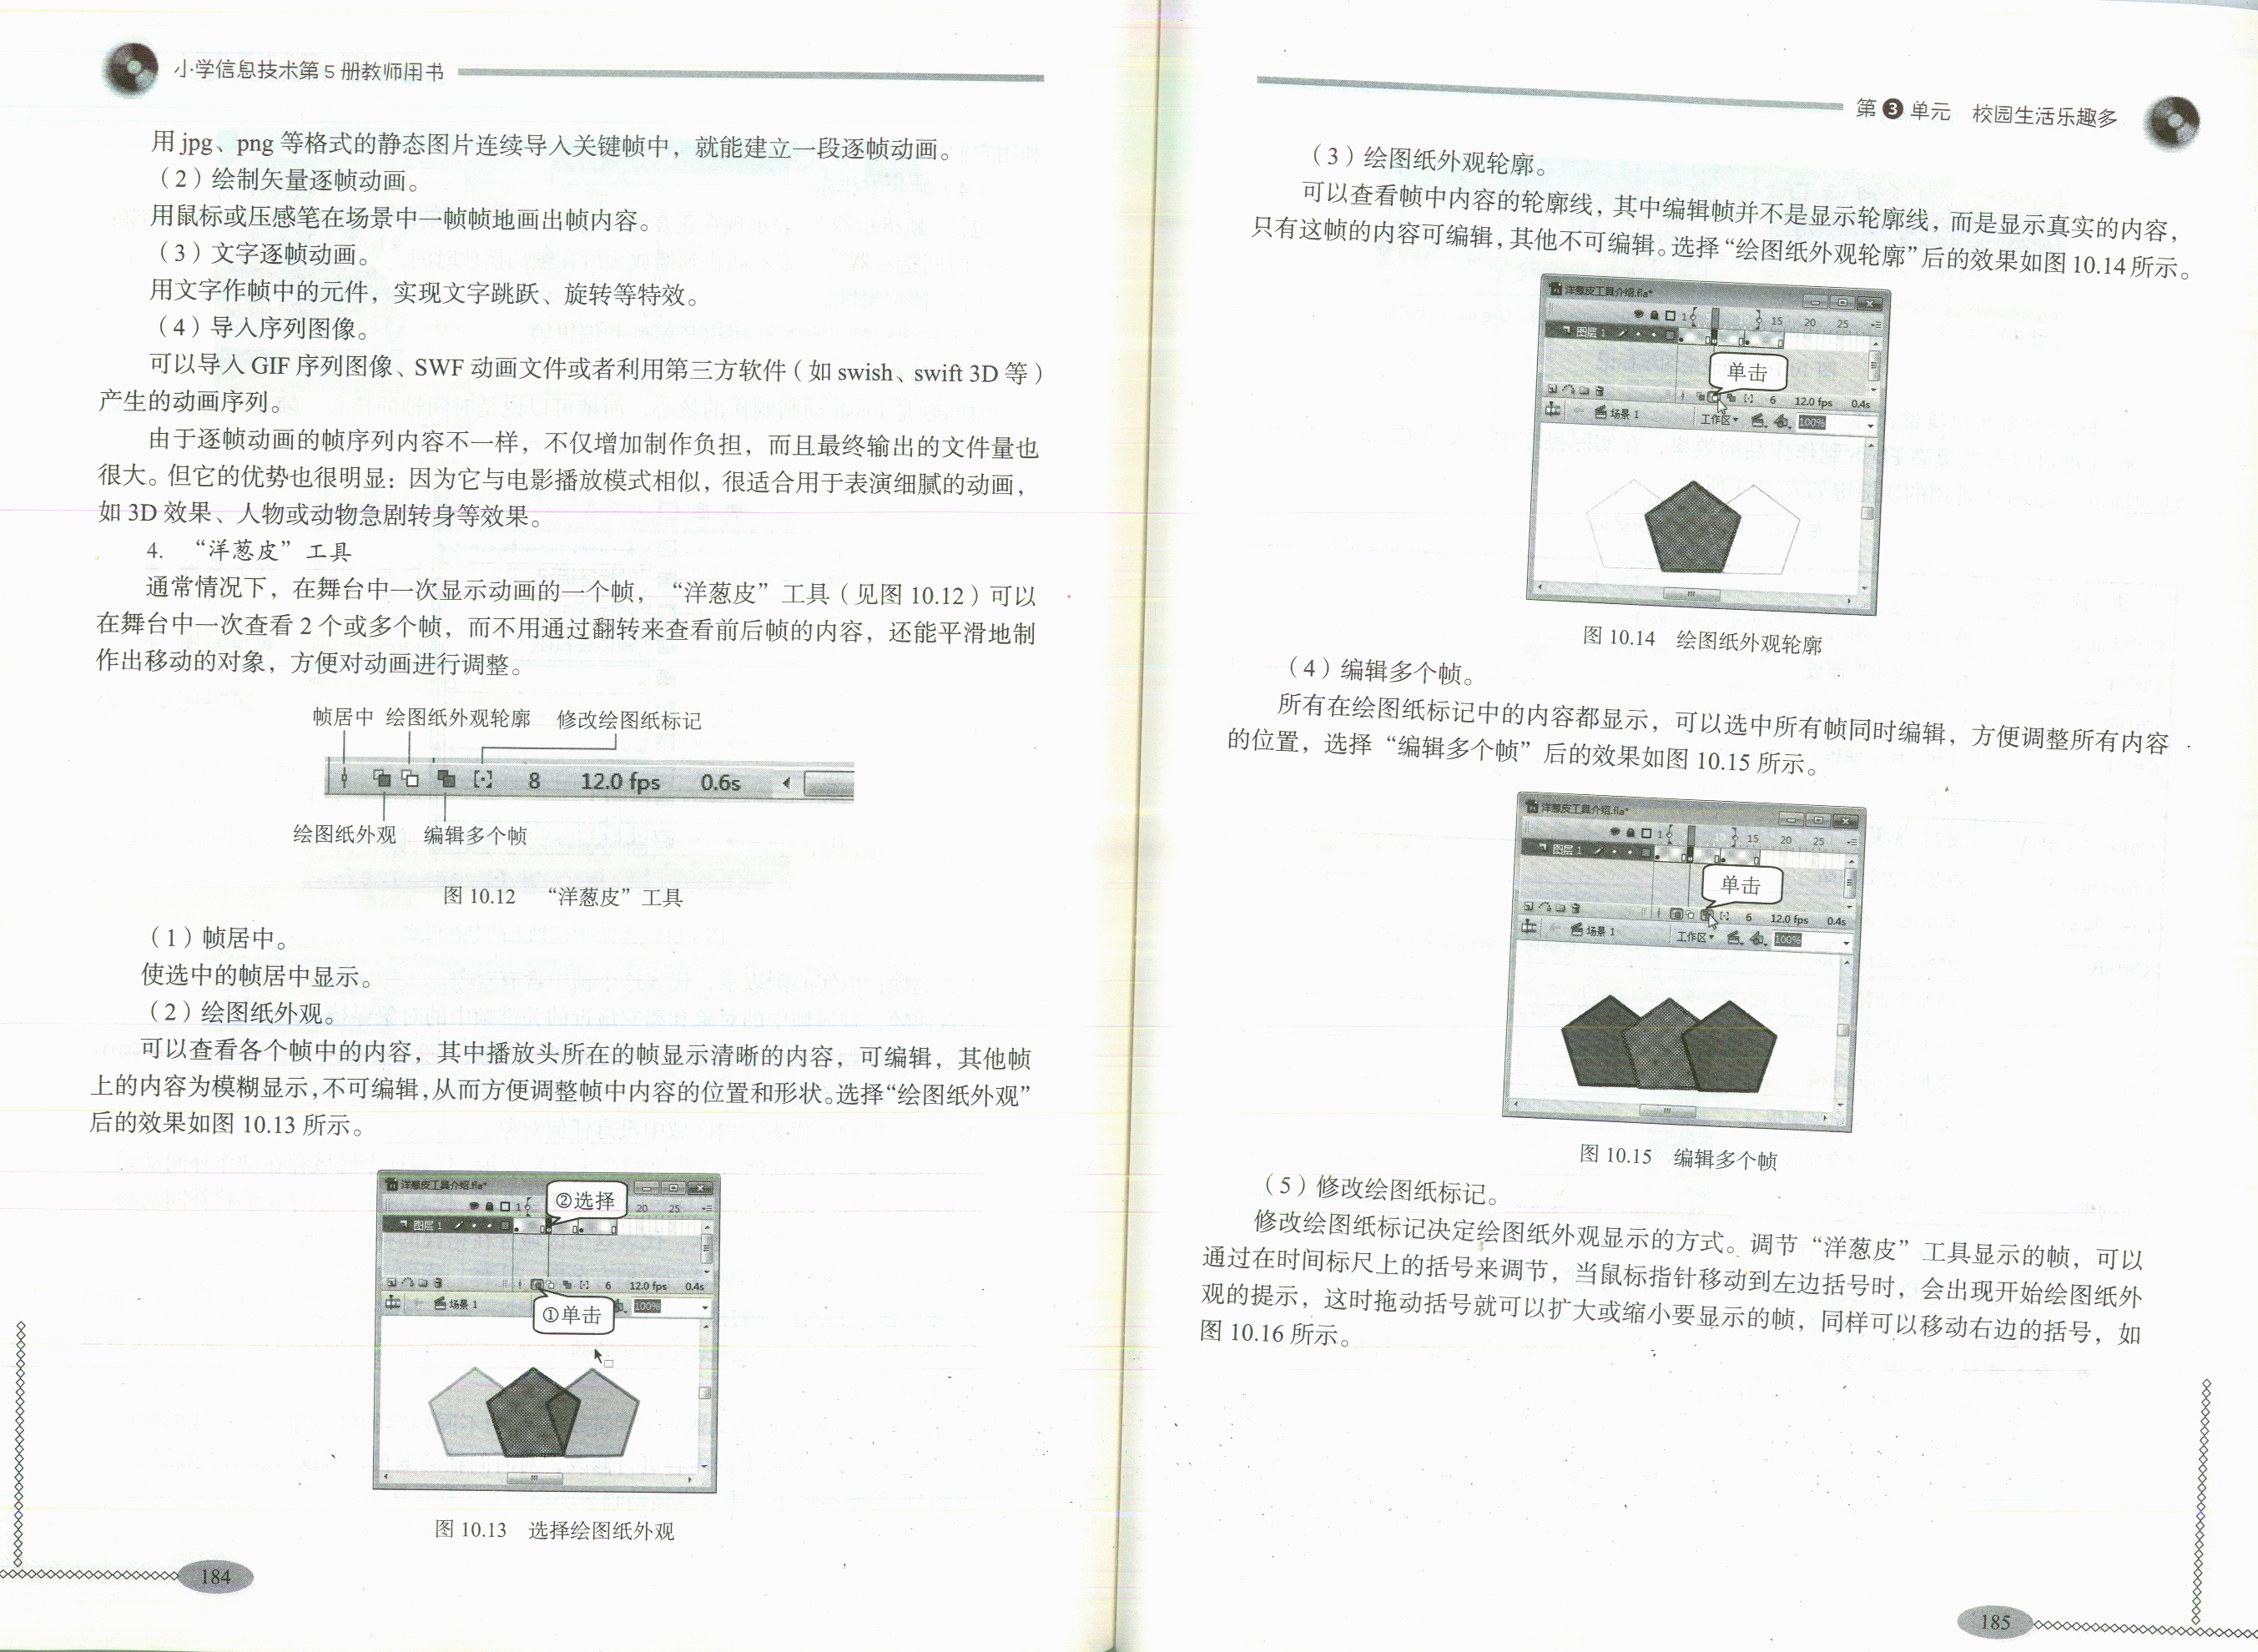 小学信息技术第5册教师用书
用 jpg、png 等格式的静态图片连续导入关键帧中，就能建立一段逐帧动画。
（2）绘制矢量逐帧动画。
用鼠标或压感笔在场景中一帧帧地画出帧内容。
（3）文字逐帧动画。
用文字作帧中的元件，实现文字跳跃、旋转等特效。
（4）导入序列图像。
可以导入 GIF 序列图像、SWF 动画文件或者利用第三方软件（如 swish、swift 3D 等）
产生的动画序列。
由于逐帧动画的帧序列内容不一样，不仅增加制作负担，而且最终输出的文件量也
很大。但它的优势也很明显：因为它与电影播放模式相似，很适合用于表演细腻的动画，
如 3D 效果、人物或动物急剧转身等效果。
4. “洋葱皮”工具
通常情况下，在舞台中一次显示动画的一个帧，“洋葱皮”工具（见图 10.12）可以
在舞台中一次查看 2 个或多个帧，而不用通过翻转来查看前后帧的内容，还能平滑地制
作出移动的对象，方便对动画进行调整。
帧居中 绘图纸外观轮廓 修改绘图纸标记
8 12.0 fps 0.6s
绘图纸外观 编辑多个帧
图 10.12 “洋葱皮”工具
（1）帧居中。
使选中的帧居中显示。
（2）绘图纸外观。
可以查看各个帧中的内容，其中播放头所在的帧显示清晰的内容，可编辑，其他帧
上的内容为模糊显示，不可编辑，从而方便调整帧中内容的位置和形状。选择“绘图纸外观”
后的效果如图 10.13 所示。
洋葱皮工具介绍.fla*
②选择
1 20 25
图层 1
6 12.0 fps 0.4s
场景 1 100%
①单击
图 10.13 选择绘图纸外观
184
第3单元 校园生活乐趣多
（3）绘图纸外观轮廓。
可以查看帧中内容的轮廓线，其中编辑帧并不是显示轮廓线，而是显示真实的内容，
只有这帧的内容可编辑，其他不可编辑。选择“绘图纸外观轮廓”后的效果如图 10.14 所示。
洋葱皮工具介绍.fla*
1 15 20 25
图层 1
单击
6 12.0 fps 0.4s
场景 1 工作区 100%
图 10.14 绘图纸外观轮廓
（4）编辑多个帧。
所有在绘图纸标记中的内容都显示，可以选中所有帧同时编辑，方便调整所有内容
的位置，选择“编辑多个帧”后的效果如图 10.15 所示。
洋葱皮工具介绍.fla*
1 10 15 20 25
图层 1
单击
6 12.0 fps 0.4s
场景 1 工作区 100%
图 10.15 编辑多个帧
（5）修改绘图纸标记。
修改绘图纸标记决定绘图纸外观显示的方式。调节“洋葱皮”工具显示的帧，可以
通过在时间标尺上的括号来调节，当鼠标指针移动到左边括号时，会出现开始绘图纸外
观的提示，这时拖动括号就可以扩大或缩小要显示的帧，同样可以移动右边的括号，如
图 10.16 所示。
185